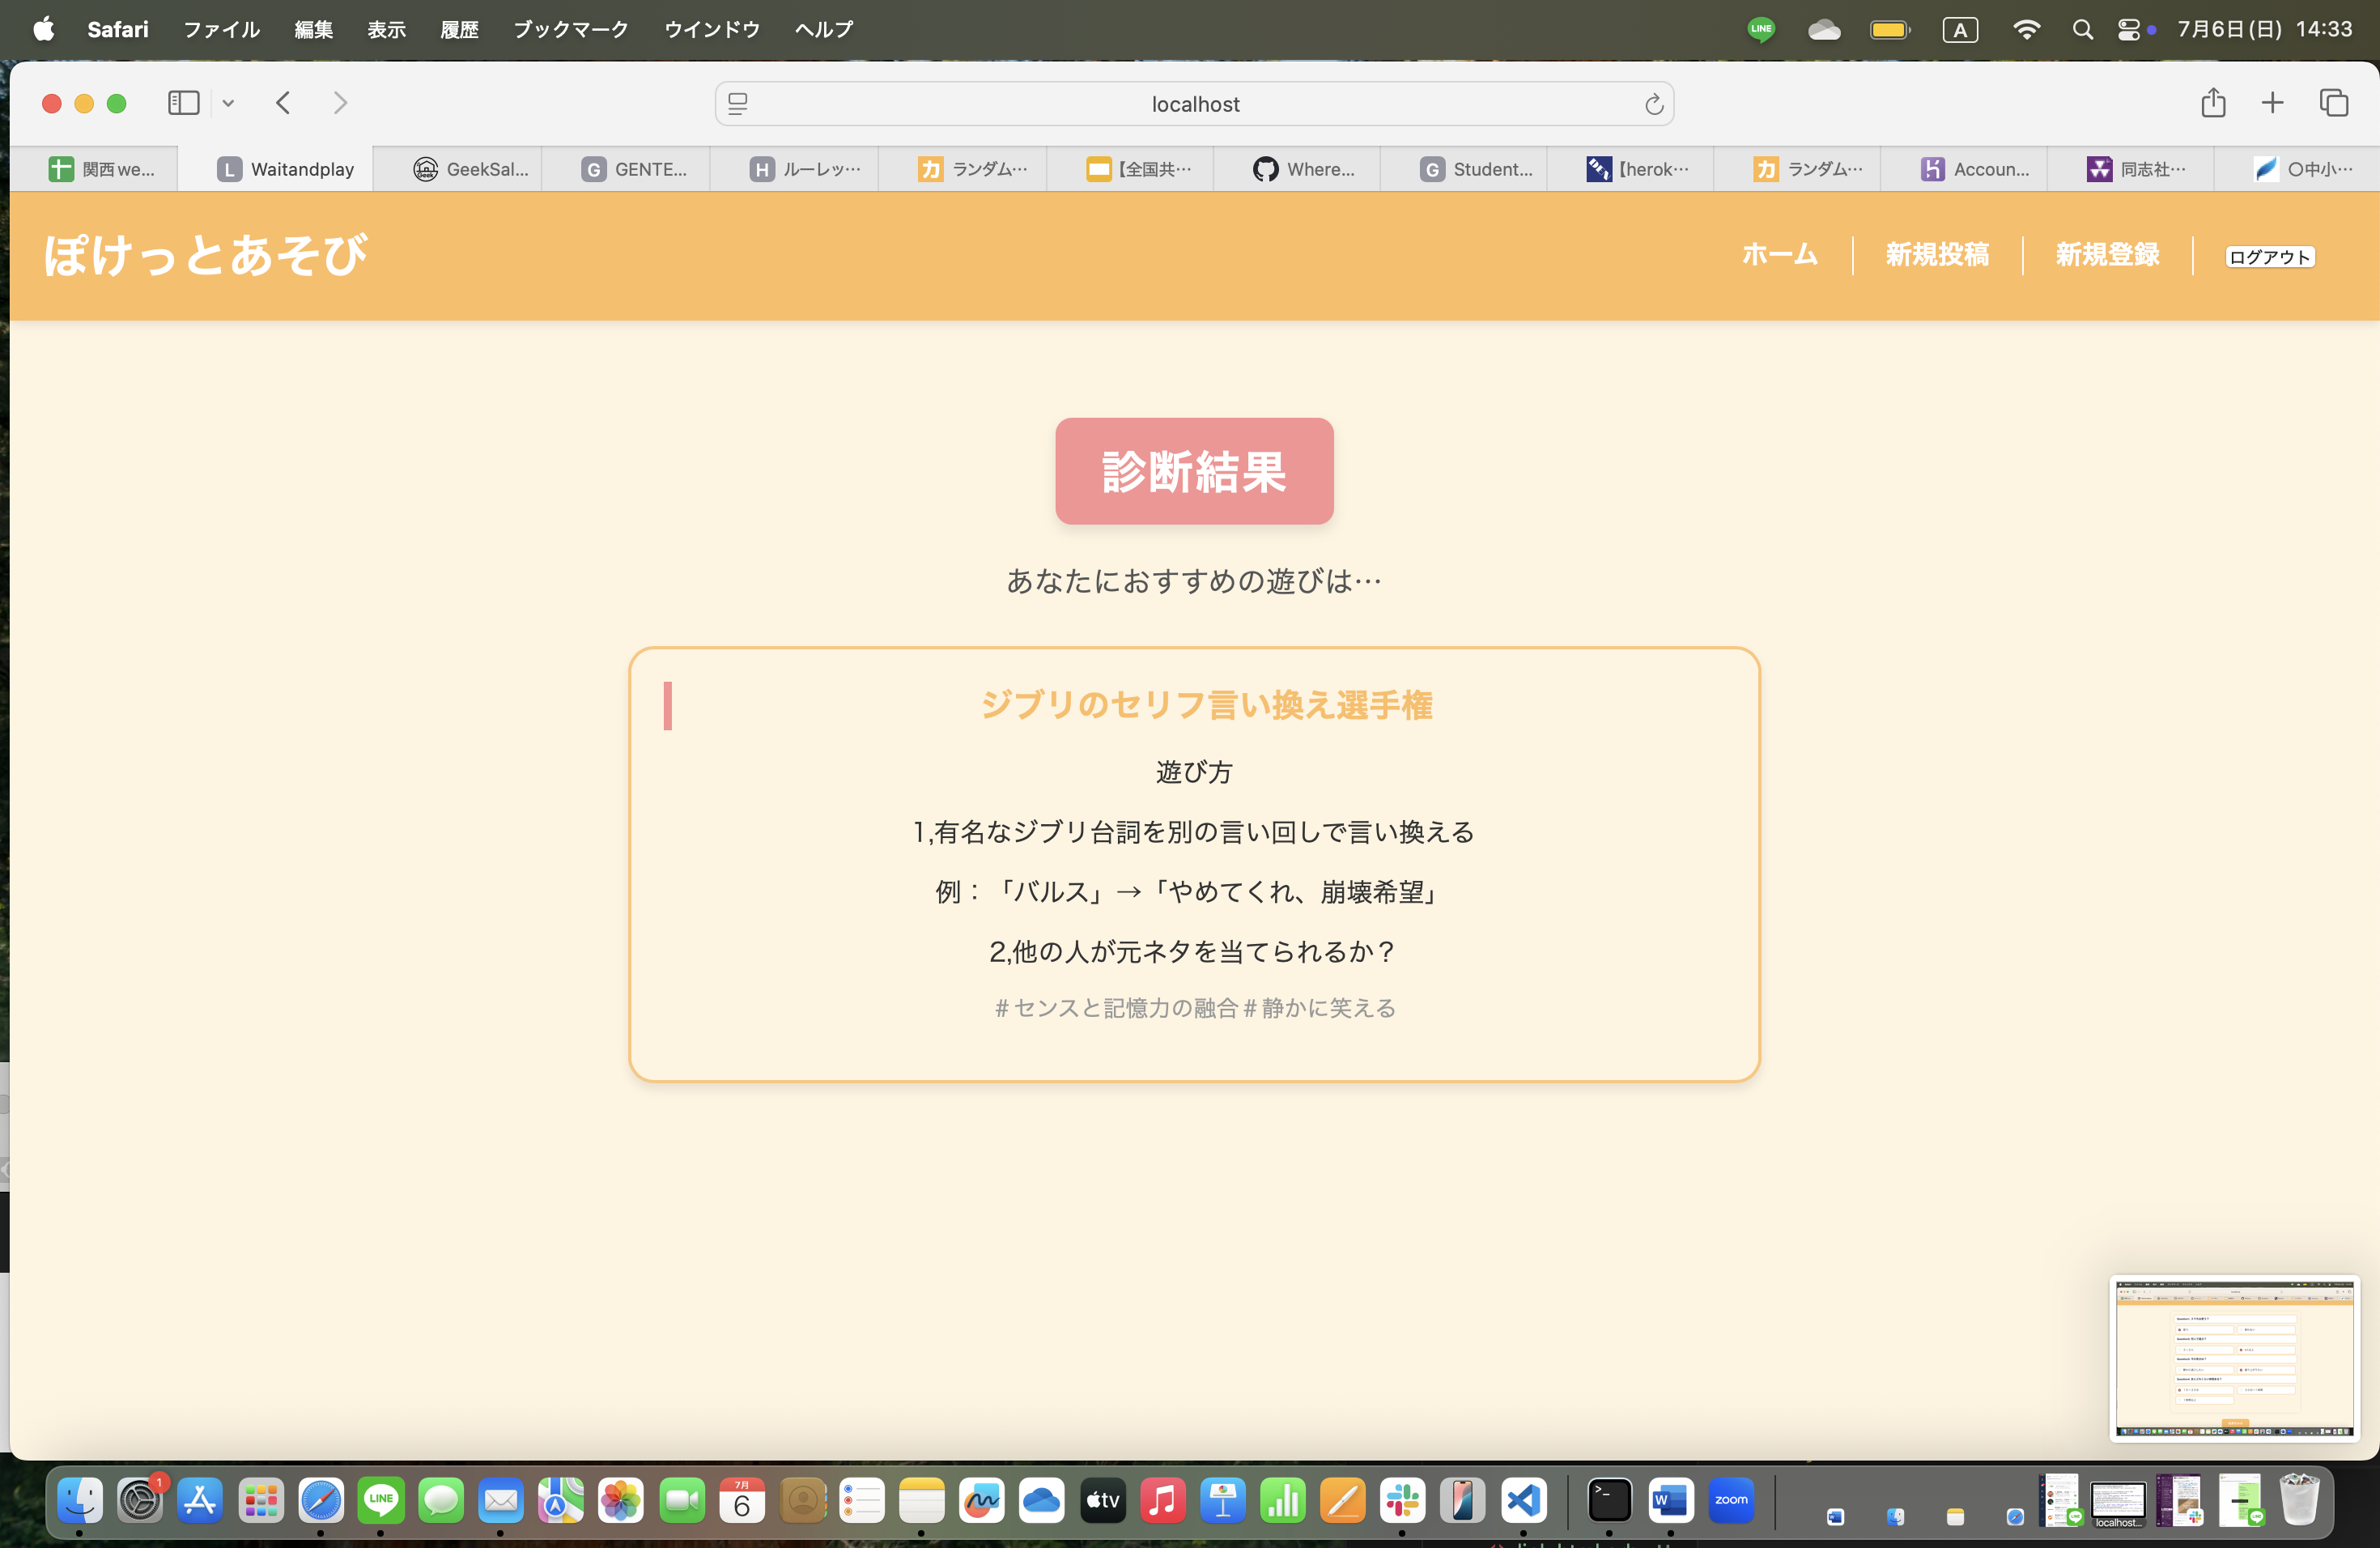 Safari ファイル 編集 表示 履歴 ブックマーク ウインドウ ヘルプ LINE A 7月6日(日) 14:33
localhost
関西we... L Waitandplay GeekSal... G GENTE... H ルーレッ… カ ランダム… 【全国共… Where... G Student... 【herok… カ ランダム… Accoun... 同志社… 〇中小…
ぽけっとあそび ホーム 新規投稿 新規登録 ログアウト
診断結果
あなたにおすすめの遊びは…
ジブリのセリフ言い換え選手権
遊び方
1,有名なジブリ台詞を別の言い回しで言い換える
例：「バルス」→「やめてくれ、崩壊希望」
2,他の人が元ネタを当てられるか？
＃センスと記憶力の融合＃静かに笑える
1 LINE 7月 6 tv W zoom localhost...